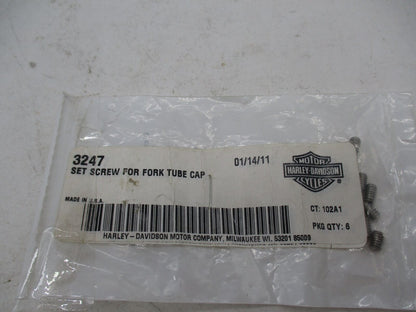 3247
01/14/11
SET SCREW FOR FORK TUBE CAP
MOTOR
HARLEY-DAVIDSON
CYCLES
MADE IN U.S.A.
CT: 102A1
PKG QTY: 6
HARLEY-DAVIDSON MOTOR COMPANY, MILWAUKEE WI. 53201 85009